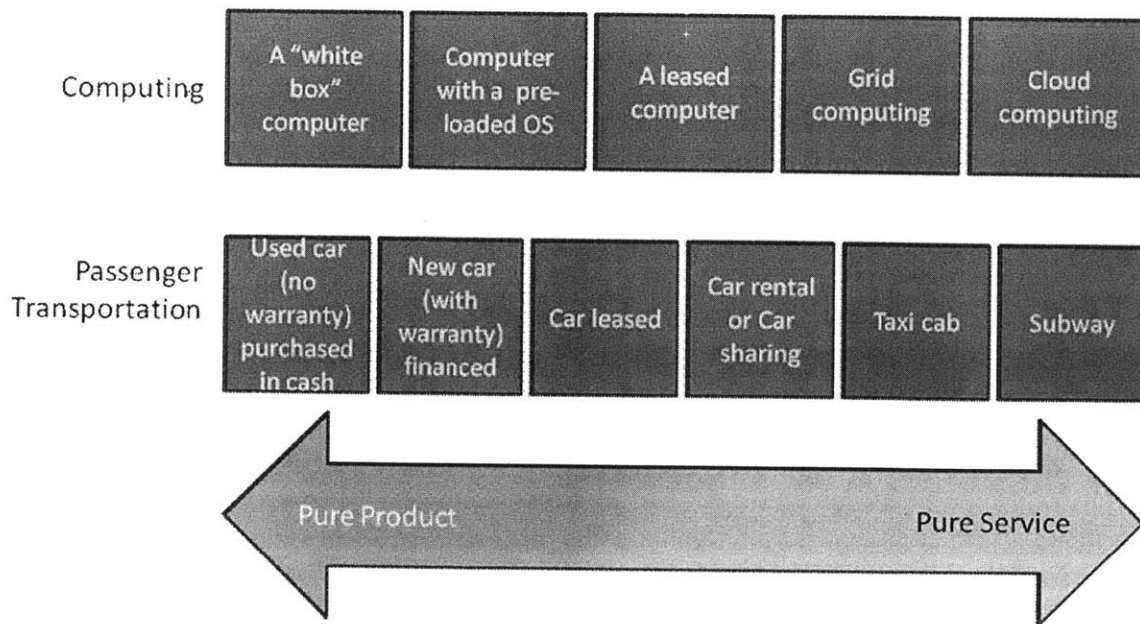 Computing
A “white
box”
computer
Computer
with a pre-
loaded OS
A leased
computer
Grid
computing
Cloud
computing
Passenger
Transportation
Used car
(no
warranty)
purchased
in cash
New car
(with
warranty)
financed
Car leased
Car rental
or Car
sharing
Taxi cab
Subway
Pure Product
Pure Service